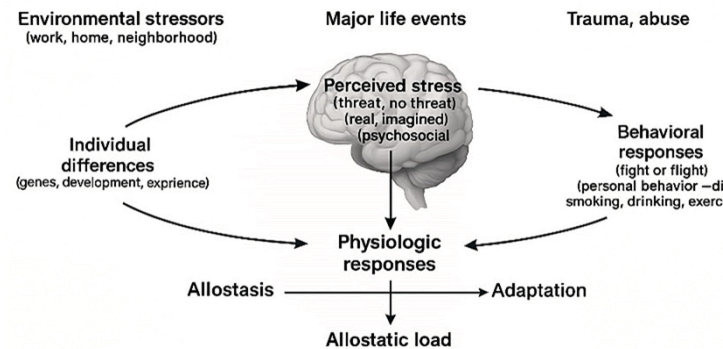 Environmental stressors
(work, home, neighborhood)
Major life events
Trauma, abuse
Perceived stress
(threat, no threat)
(real, imagined)
(psychosocial
Individual
differences
(genes, development, exprience)
Behavioral
responses
(fight or flight)
(personal behavior —di
smoking, drinking, exerc
Physiologic
responses
Allostasis
Adaptation
Allostatic load